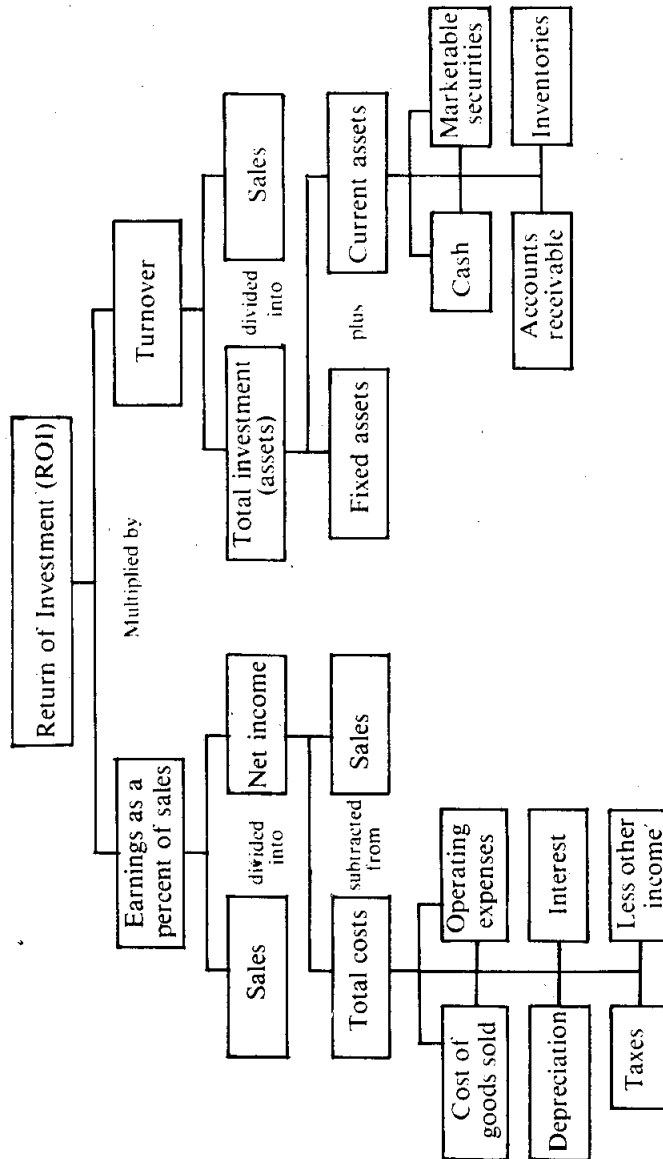 Return of Investment (ROI)
Multiplied by
Earnings as a
percent of sales
Turnover
Sales
divided
into
Net income
Total investment
(assets)
divided
into
Sales
Total costs
subtracted
from
Sales
Fixed assets
plus
Current assets
Cost of
goods sold
Operating
expenses
Depreciation
Interest
Taxes
Less other
income
Cash
Marketable
securities
Accounts
receivable
Inventories